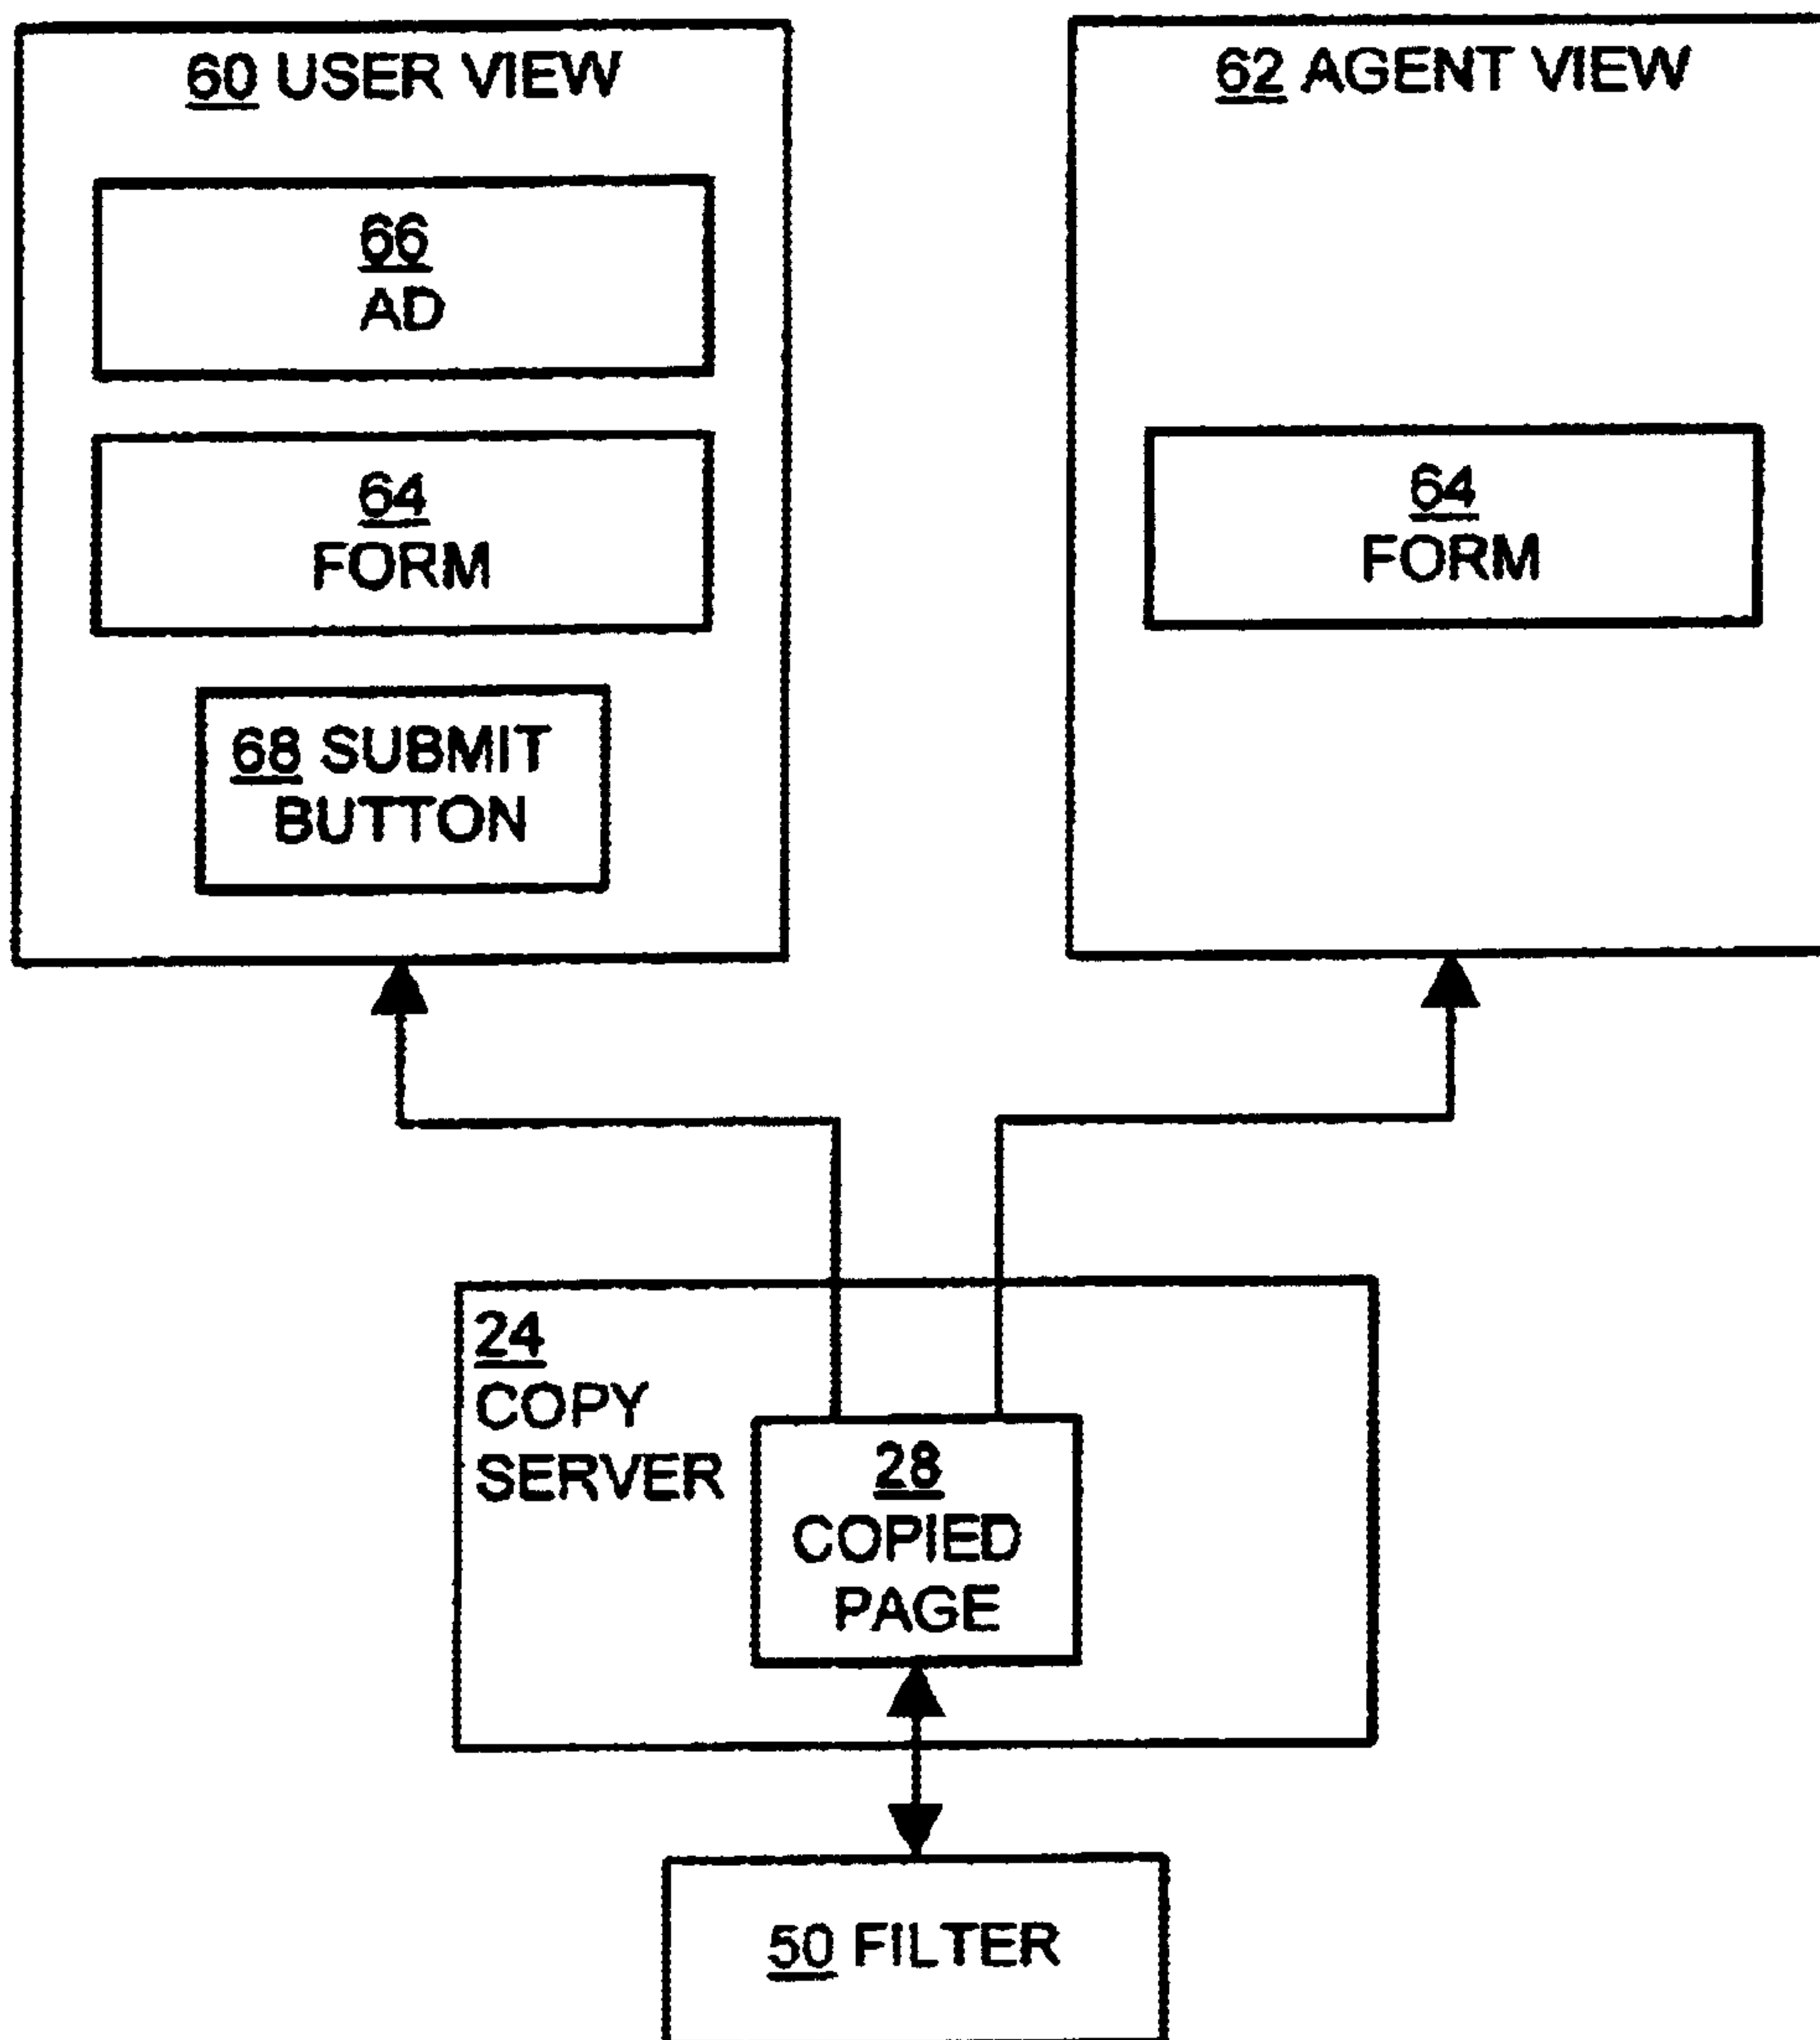 60 USER VIEW
66
AD
64
FORM
68 SUBMIT
BUTTON
62 AGENT VIEW
64
FORM
24
COPY
SERVER
28
COPIED
PAGE
50 FILTER